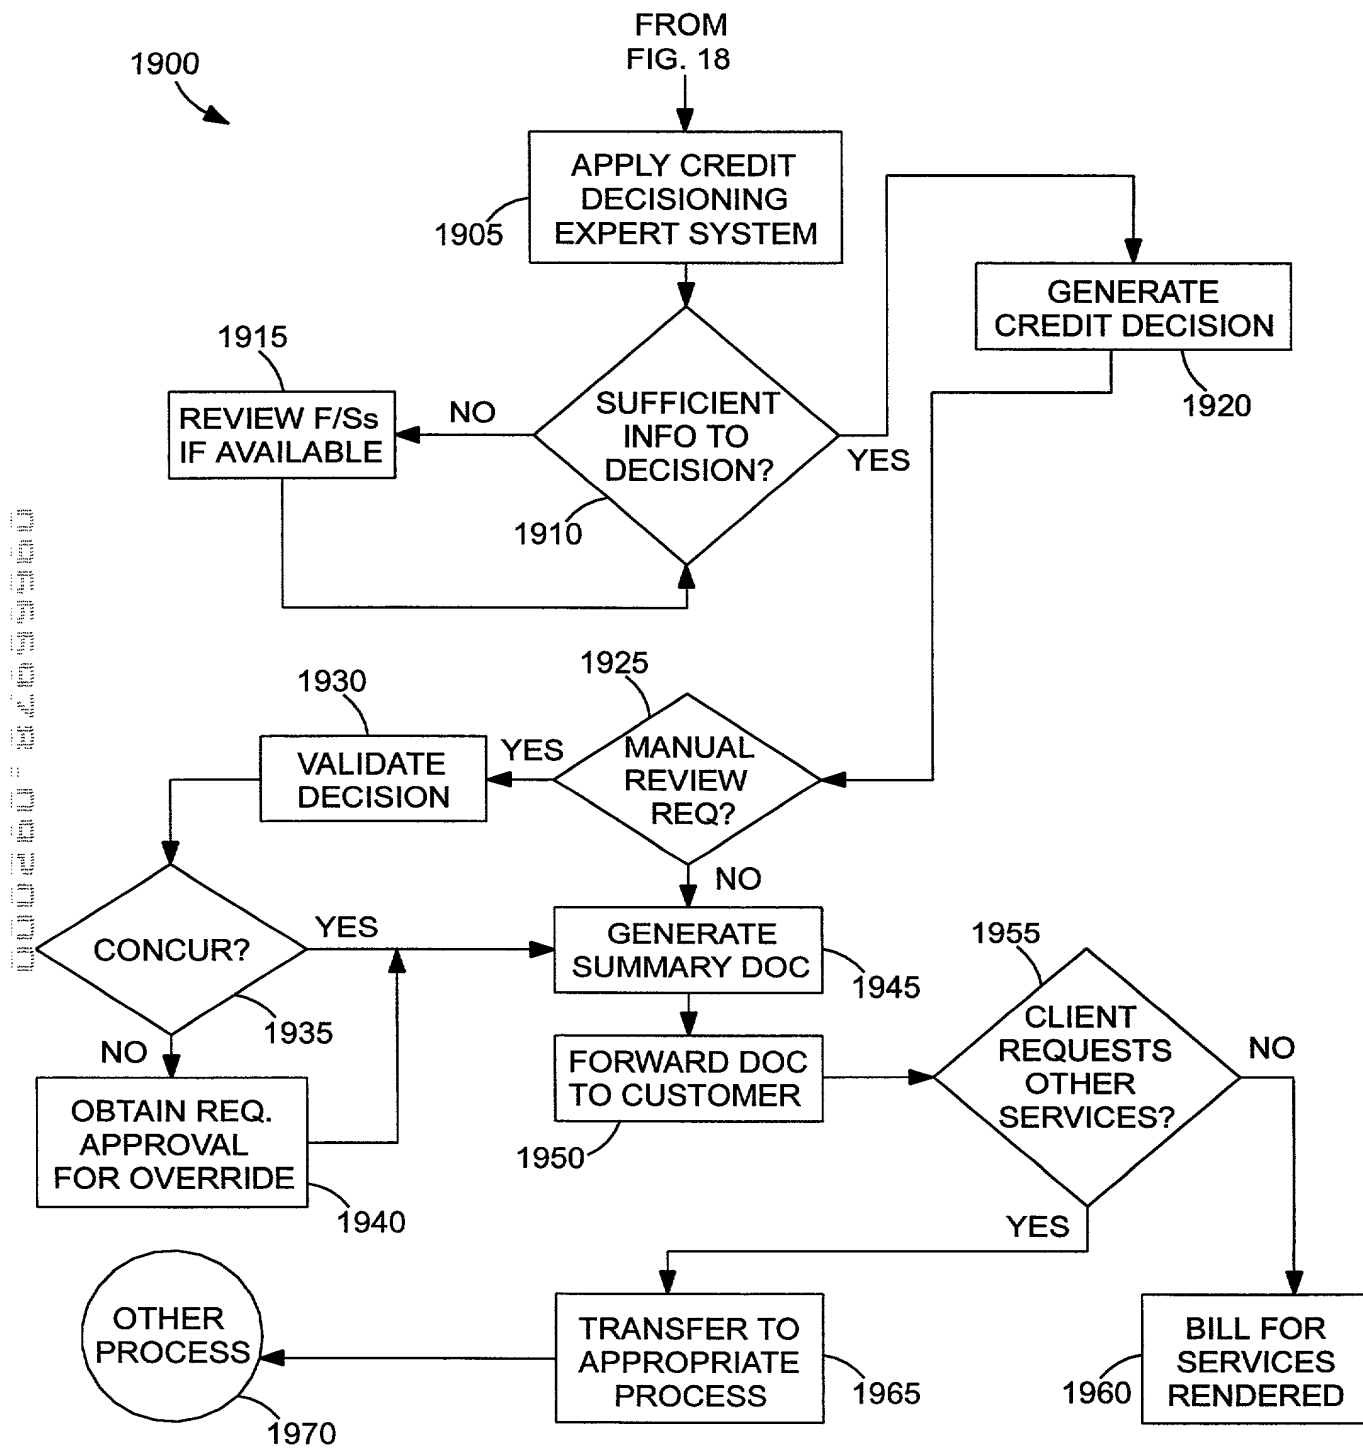 FROM
FIG. 18
1900
APPLY CREDIT
DECISIONING
EXPERT SYSTEM
1905
GENERATE
CREDIT DECISION
1920
1915
REVIEW F/Ss
IF AVAILABLE
NO
SUFFICIENT
INFO TO
DECISION?
YES
1910
1925
1930
VALIDATE
DECISION
YES
MANUAL
REVIEW
REQ?
NO
CONCUR?
YES
1935
NO
GENERATE
SUMMARY DOC
1945
1955
CLIENT
REQUESTS
OTHER
SERVICES?
NO
FORWARD DOC
TO CUSTOMER
1950
OBTAIN REQ.
APPROVAL
FOR OVERRIDE
1940
YES
OTHER
PROCESS
1970
TRANSFER TO
APPROPRIATE
PROCESS
1965
BILL FOR
SERVICES
RENDERED
1960